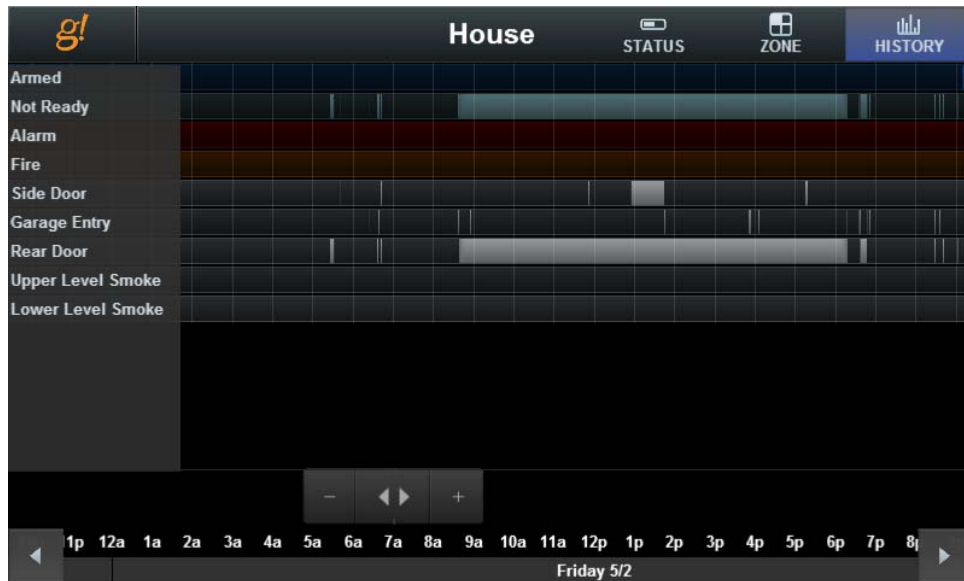 g! House STATUS ZONE HISTORY
Armed
Not Ready
Alarm
Fire
Side Door
Garage Entry
Rear Door
Upper Level Smoke
Lower Level Smoke
− +
12a 1a 2a 3a 4a 5a 6a 7a 8a 9a 10a 11a 12p 1p 2p 3p 4p 5p 6p 7p
Friday 5/2